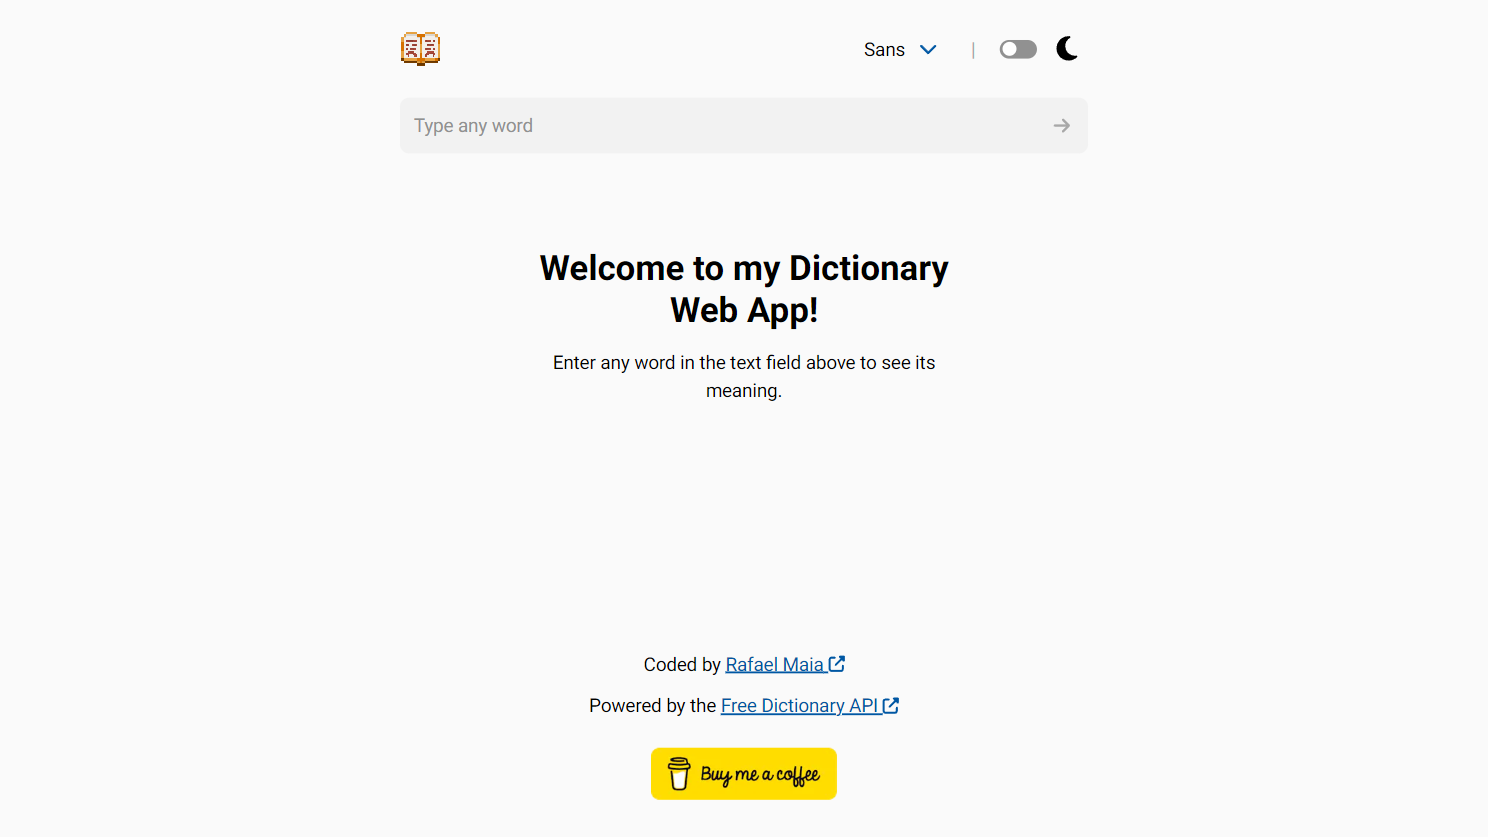 Sans |
Type any word
Welcome to my Dictionary
Web App!
Enter any word in the text field above to see its
meaning.
Coded by Rafael Maia
Powered by the Free Dictionary API
Buy me a coffee